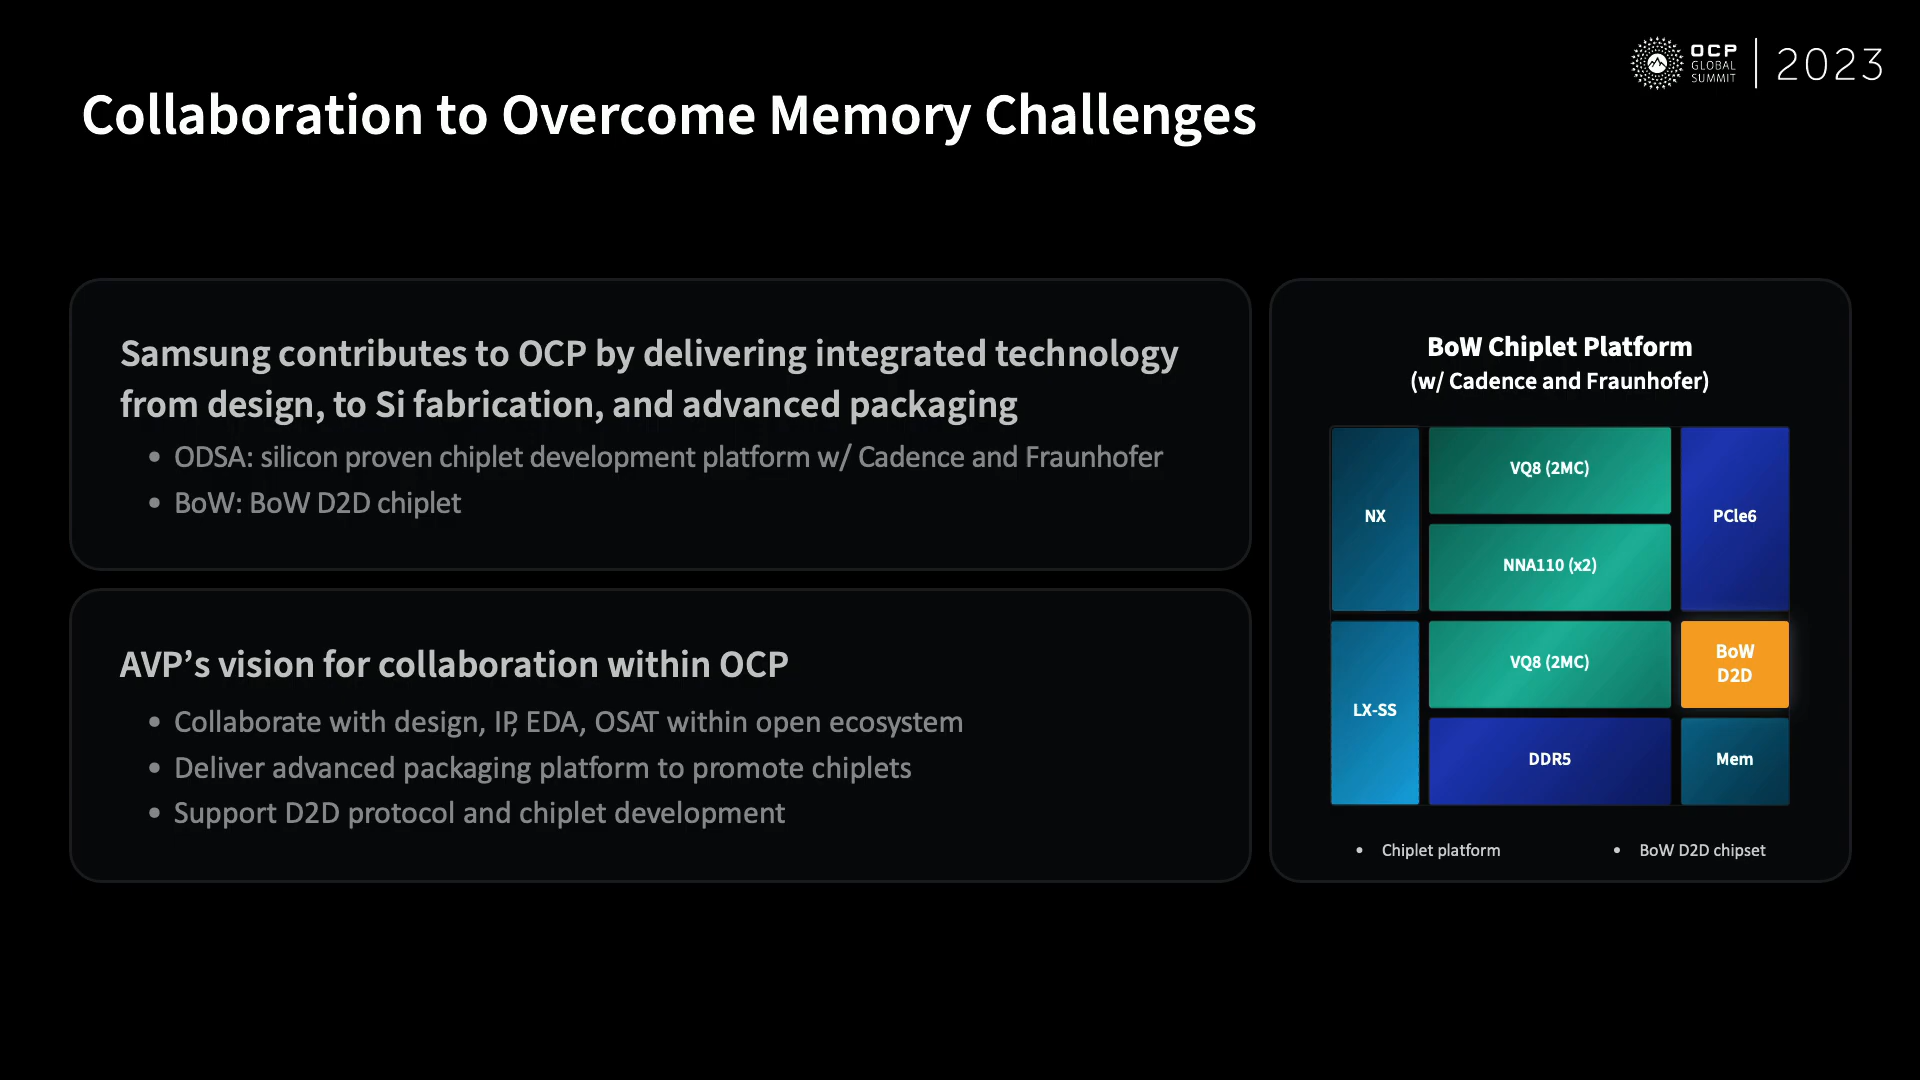 OCP
GLOBAL
SUMMIT
2023
Collaboration to Overcome Memory Challenges
Samsung contributes to OCP by delivering integrated technology
from design, to Si fabrication, and advanced packaging
• ODSA: silicon proven chiplet development platform w/ Cadence and Fraunhofer
• BoW: BoW D2D chiplet
AVP’s vision for collaboration within OCP
• Collaborate with design, IP, EDA, OSAT within open ecosystem
• Deliver advanced packaging platform to promote chiplets
• Support D2D protocol and chiplet development
BoW Chiplet Platform
(w/ Cadence and Fraunhofer)
NX
VQ8 (2MC)
PCIe6
NNA110 (x2)
LX-SS
VQ8 (2MC)
BoW
D2D
DDR5
Mem
• Chiplet platform
• BoW D2D chipset